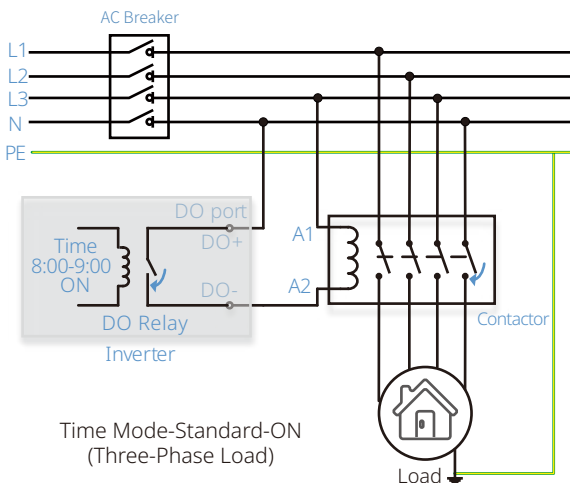 AC Breaker
L1
L2
L3
N
PE
DO port
DO+
Time
8:00-9:00
ON
DO-
DO Relay
Inverter
A1
A2
Contactor
Time Mode-Standard-ON
(Three-Phase Load)
Load